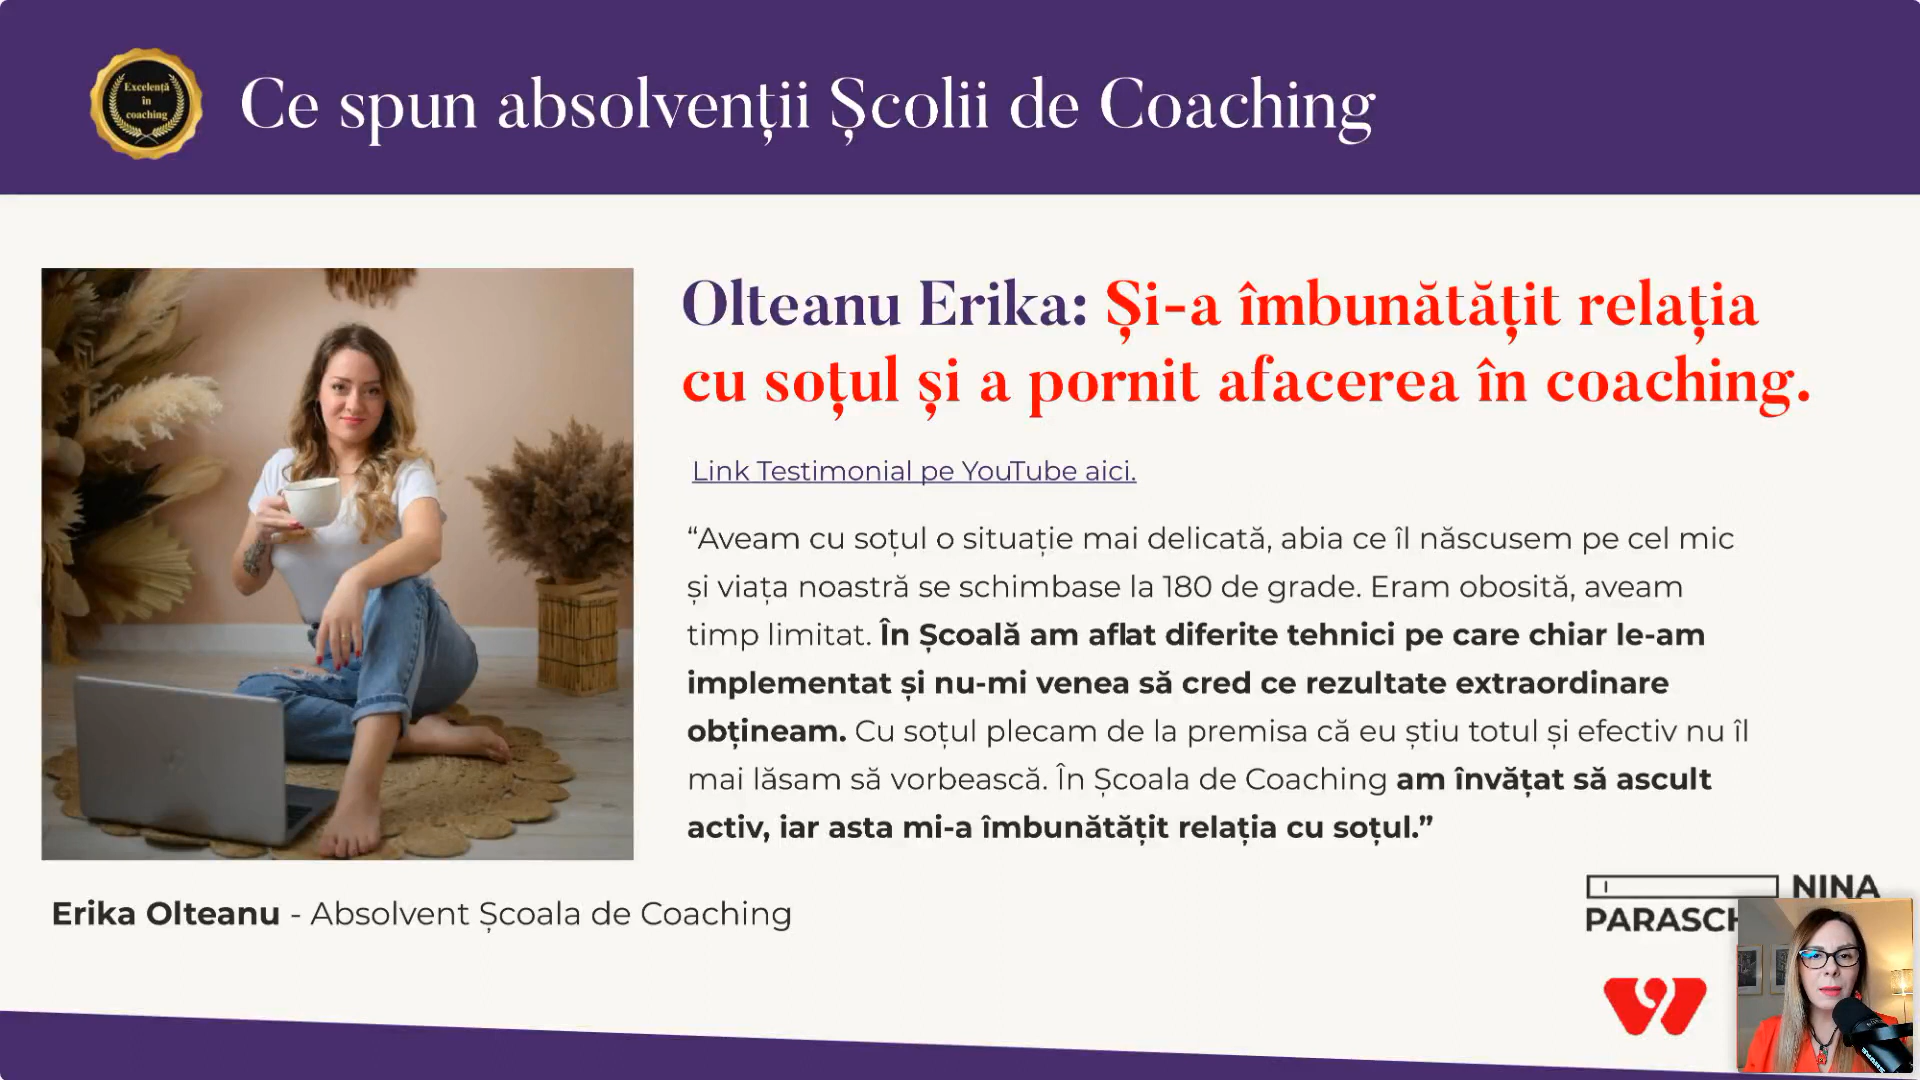 Excelență
în
coaching
Ce spun absolvenții Școlii de Coaching
Olteanu Erika: Și-a îmbunătățit relația
cu soțul și a pornit afacerea în coaching.
Link Testimonial pe YouTube aici.
“Aveam cu soțul o situație mai delicată, abia ce îl născusem pe cel mic
și viața noastră se schimbase la 180 de grade. Eram obosită, aveam
timp limitat. În Școală am aflat diferite tehnici pe care chiar le-am
implementat și nu-mi venea să cred ce rezultate extraordinare
obțineam. Cu soțul plecam de la premisa că eu știu totul și efectiv nu îl
mai lăsam să vorbească. În Școala de Coaching am învățat să ascult
activ, iar asta mi-a îmbunătățit relația cu soțul.”
Erika Olteanu - Absolvent Școala de Coaching
NINA
PARASCH